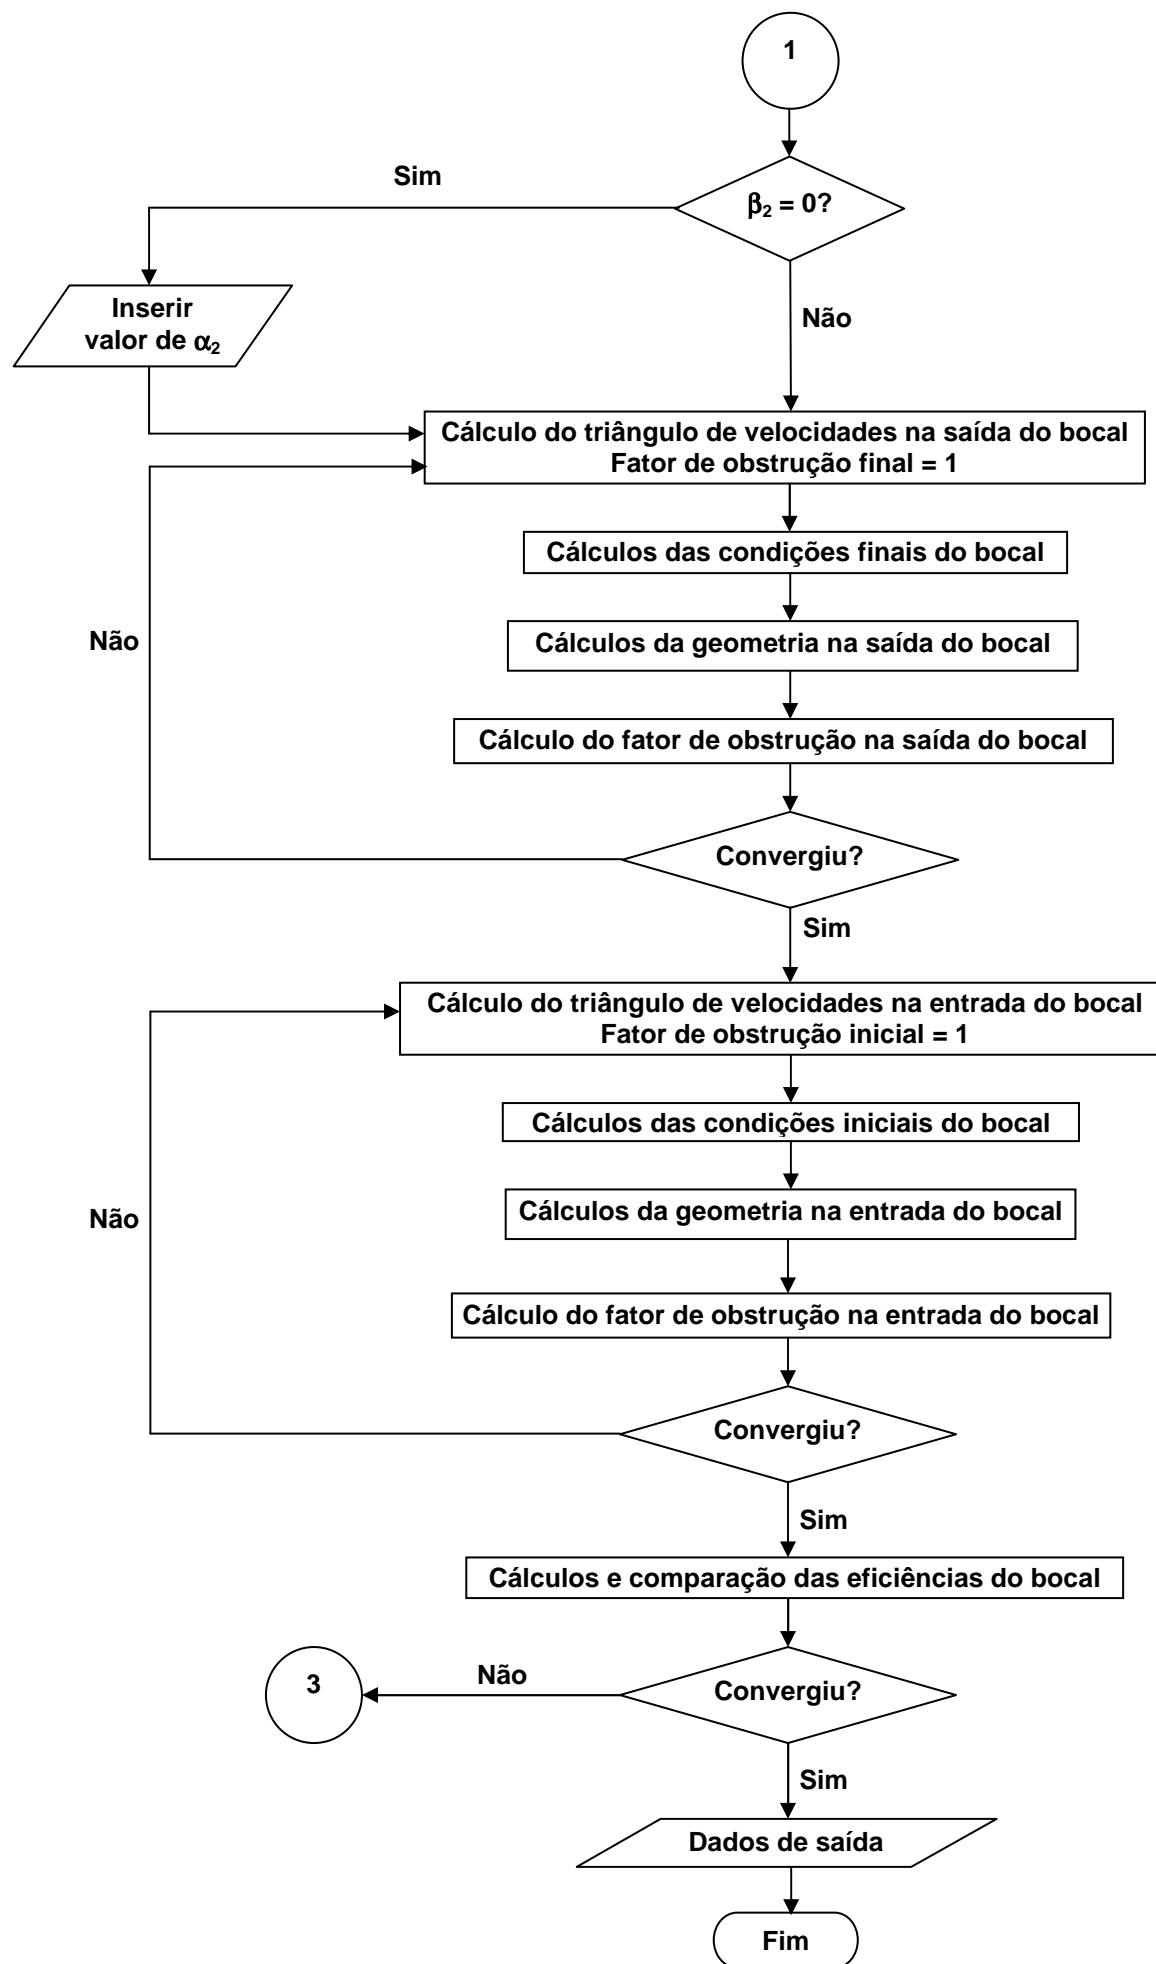 1
Sim
β₂ = 0?
Inserir
valor de α₂
Não
Cálculo do triângulo de velocidades na saída do bocal
Fator de obstrução final = 1
Cálculos das condições finais do bocal
Não
Cálculos da geometria na saída do bocal
Cálculo do fator de obstrução na saída do bocal
Convergiu?
Sim
Cálculo do triângulo de velocidades na entrada do bocal
Fator de obstrução inicial = 1
Cálculos das condições iniciais do bocal
Não
Cálculos da geometria na entrada do bocal
Cálculo do fator de obstrução na entrada do bocal
Convergiu?
Sim
Cálculos e comparação das eficiências do bocal
3
Não
Convergiu?
Sim
Dados de saída
Fim